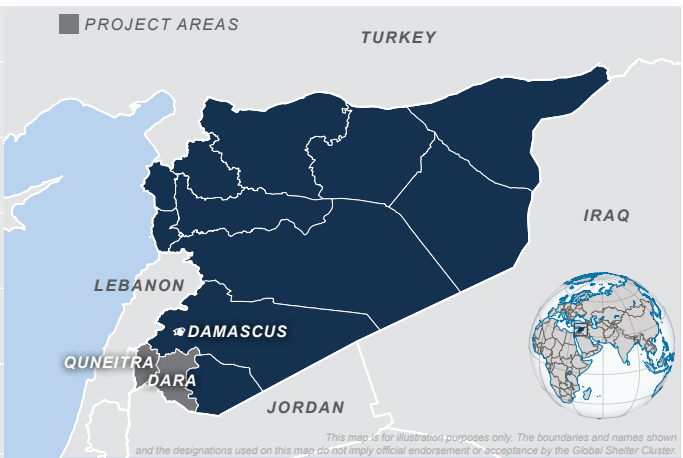 PROJECT AREAS
TURKEY
IRAQ
LEBANON
DAMASCUS
QUNEITRA
DARA
JORDAN
This map is for illustration purposes only. The boundaries and names shown
and the designations used on this map do not imply official endorsement or acceptance by the Global Shelter Cluster.